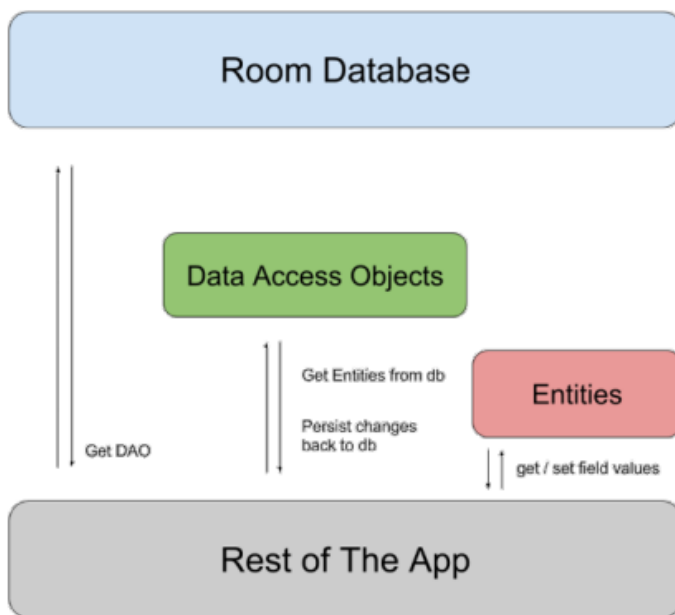 Room Database
Data Access Objects
Get Entities from db
Entities
Persist changes
back to db
Get DAO
get / set field values
Rest of The App